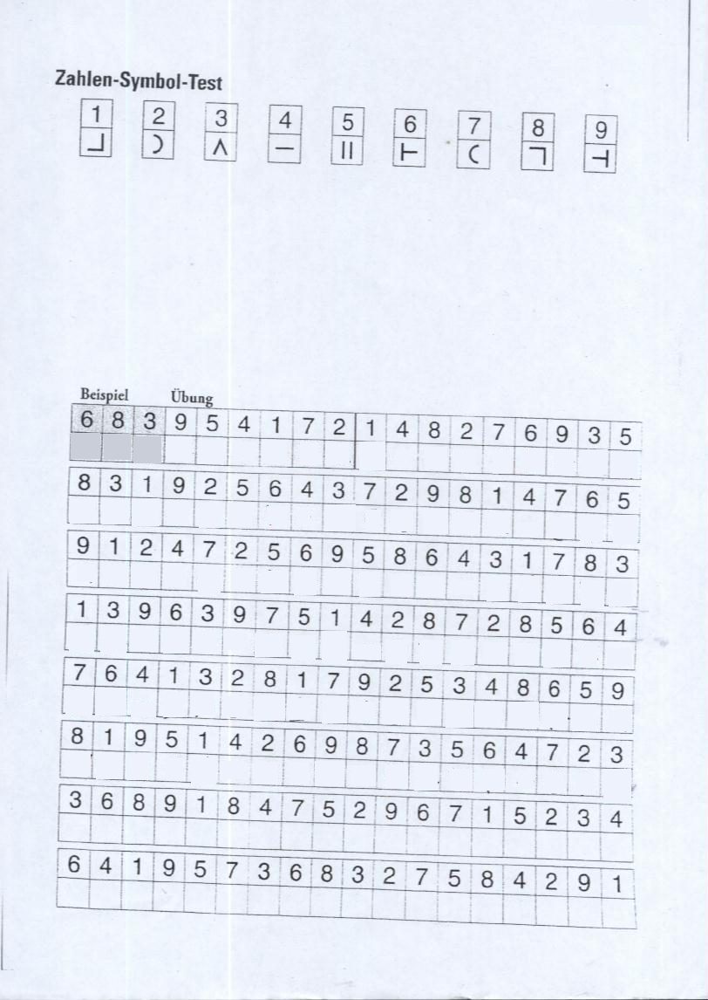 Zahlen-Symbol-Test
1 2 3 4 5 6 7 8 9
Beispiel Übung
6 8 3 9 5 4 1 7 2 1 4 8 2 7 6 9 3 5
8 3 1 9 2 5 6 4 3 7 2 9 8 1 4 7 6 5
9 1 2 4 7 2 5 6 9 5 8 6 4 3 1 7 8 3
1 3 9 6 3 9 7 5 1 4 2 8 7 2 8 5 6 4
7 6 4 1 3 2 8 1 7 9 2 5 3 4 8 6 5 9
8 1 9 5 1 4 2 6 9 8 7 3 5 6 4 7 2 3
3 6 8 9 1 8 4 7 5 2 9 6 7 1 5 2 3 4
6 4 1 9 5 7 3 6 8 3 2 7 5 8 4 2 9 1